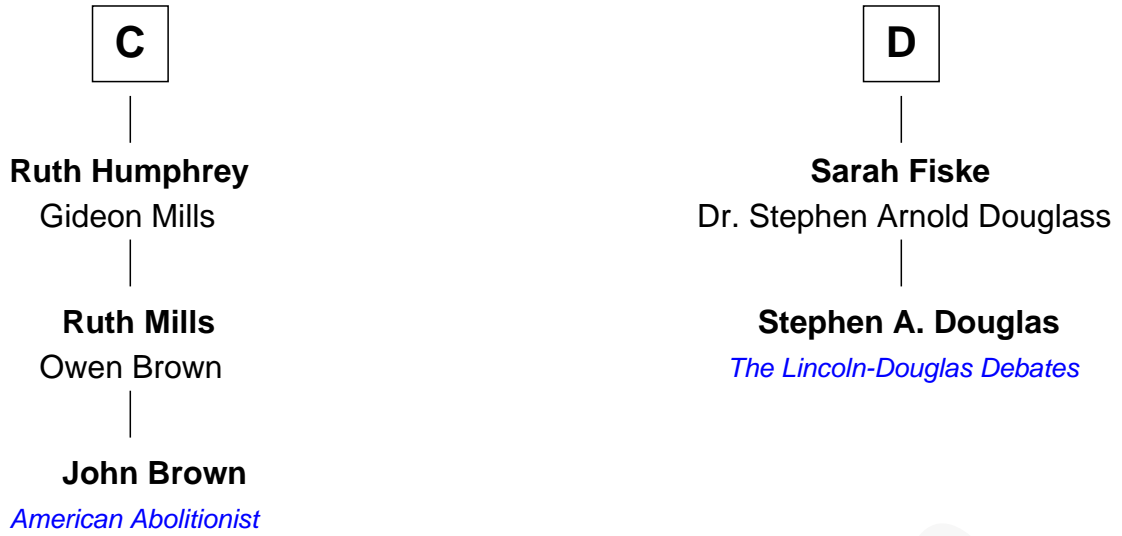 C
Ruth Humphrey
Gideon Mills
Ruth Mills
Owen Brown
John Brown
American Abolitionist
D
Sarah Fiske
Dr. Stephen Arnold Douglass
Stephen A. Douglas
The Lincoln-Douglas Debates